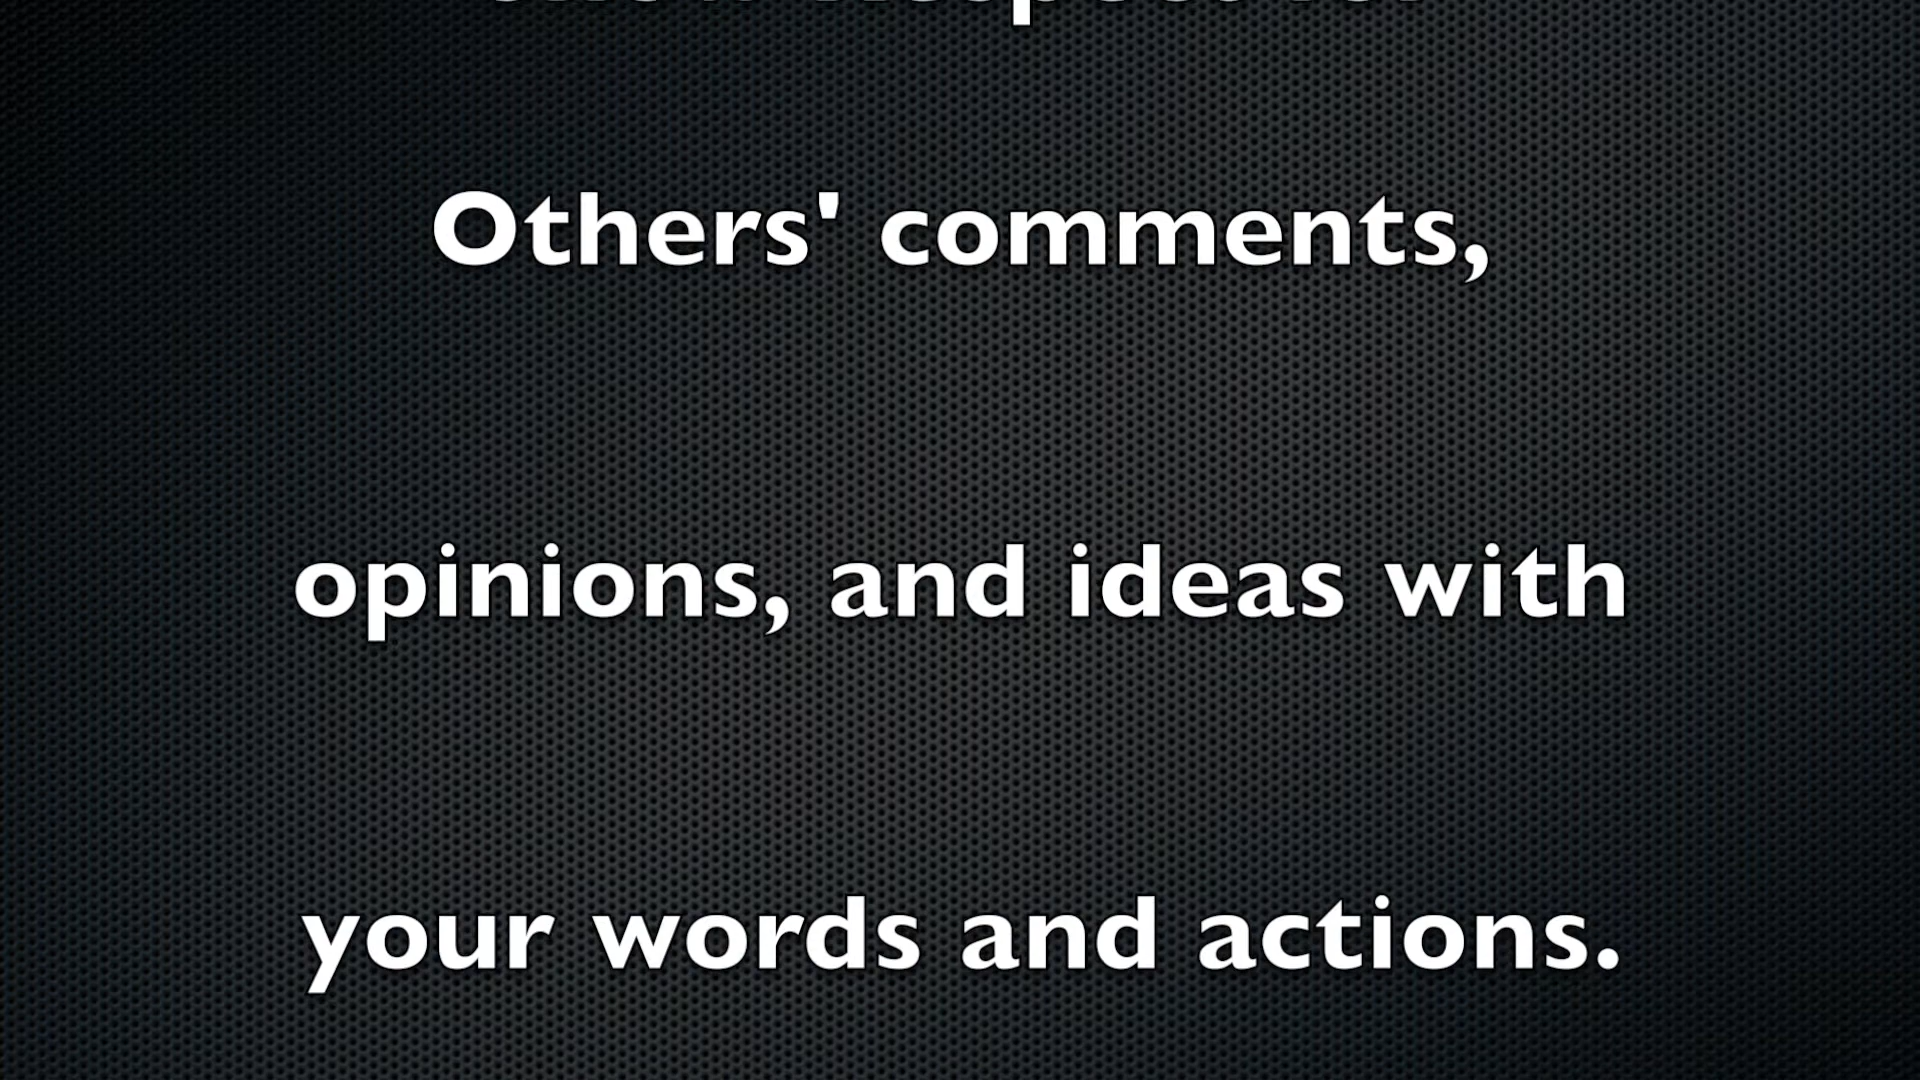 Others' comments,
opinions, and ideas with
your words and actions.